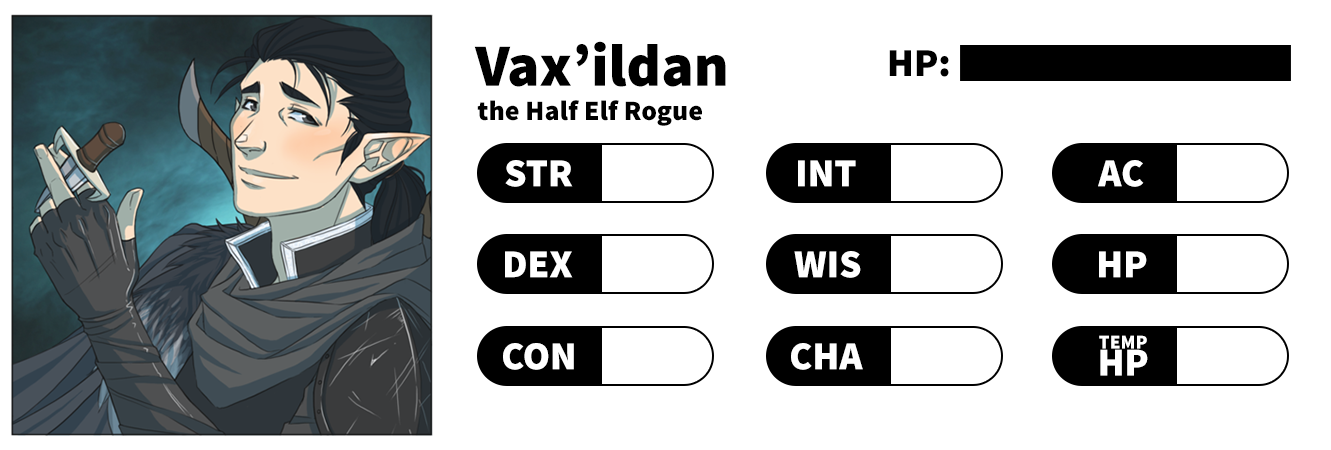 Vax’ildan
the Half Elf Rogue
HP:
STR
INT
AC
DEX
WIS
HP
CON
CHA
TEMP
HP